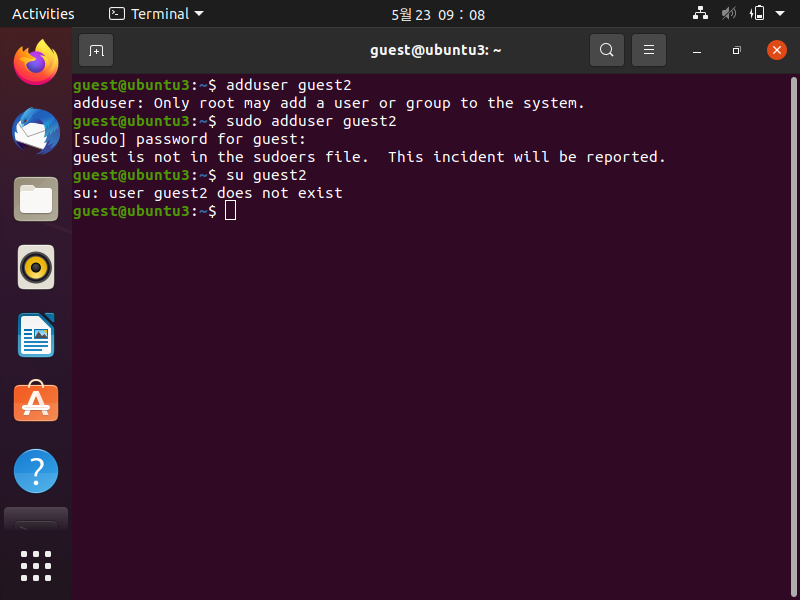 Activities Terminal 5월 23 09 : 08
guest@ubuntu3: ~
guest@ubuntu3:~$ adduser guest2
adduser: Only root may add a user or group to the system.
guest@ubuntu3:~$ sudo adduser guest2
[sudo] password for guest:
guest is not in the sudoers file.  This incident will be reported.
guest@ubuntu3:~$ su guest2
su: user guest2 does not exist
guest@ubuntu3:~$